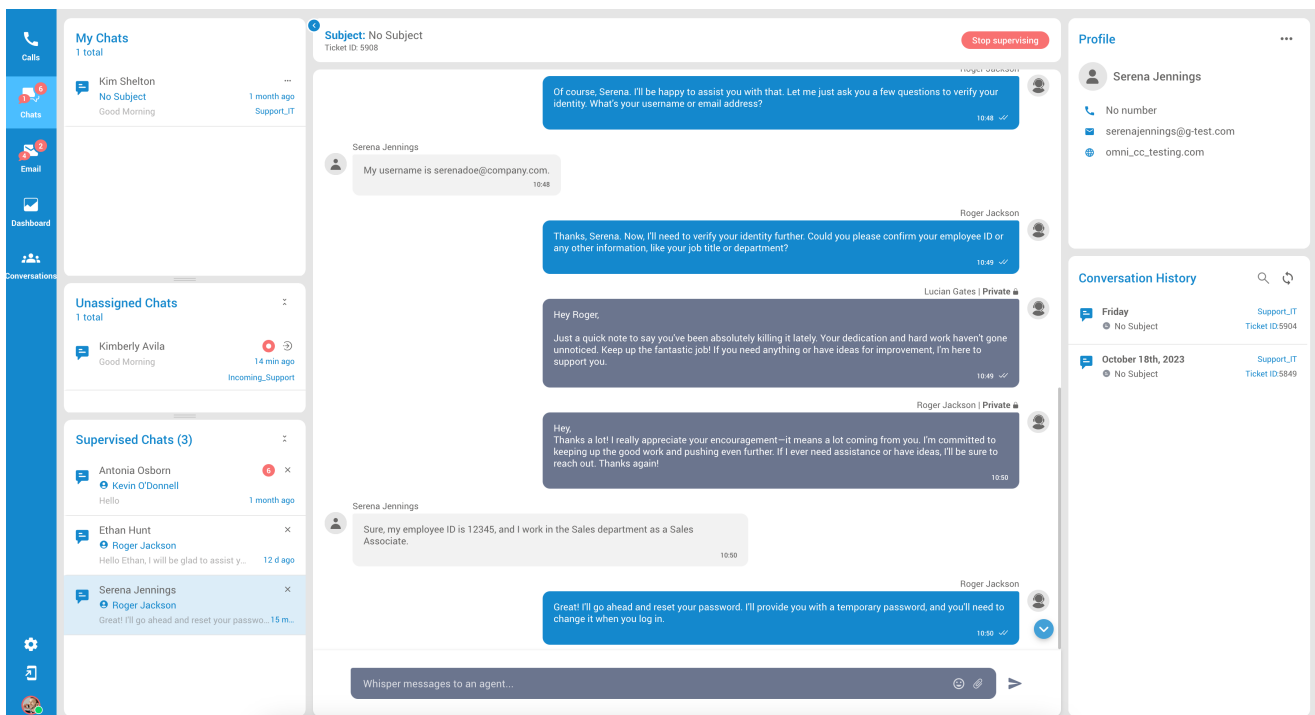 Calls
6
1
Chats
2
4
Email
Dashboard
Conversations
My Chats
1 total
Kim Shelton
No Subject 1 month ago
Good Morning Support_IT
Unassigned Chats
1 total
Kimberly Avila
Good Morning 14 min ago
Incoming_Support
Supervised Chats (3)
Antonia Osborn 6
Kevin O'Donnell
Hello 1 month ago
Ethan Hunt
Roger Jackson
Hello Ethan, I will be glad to assist y... 12 d ago
Serena Jennings
Roger Jackson
Great! I'll go ahead and reset your passwo... 15 m...
Subject: No Subject
Ticket ID: 5908
Stop supervising
Roger Jackson
Of course, Serena. I'll be happy to assist you with that. Let me just ask you a few questions to verify your
identity. What's your username or email address?
10:48
Serena Jennings
My username is serenadoe@company.com.
10:48
Roger Jackson
Thanks, Serena. Now, I'll need to verify your identity further. Could you please confirm your employee ID or
any other information, like your job title or department?
10:49
Lucian Gates | Private
Hey Roger,
Just a quick note to say you've been absolutely killing it lately. Your dedication and hard work haven't gone
unnoticed. Keep up the fantastic job! If you need anything or have ideas for improvement, I'm here to
support you.
10:49
Roger Jackson | Private
Hey,
Thanks a lot! I really appreciate your encouragement—it means a lot coming from you. I'm committed to
keeping up the good work and pushing even further. If I ever need assistance or have ideas, I'll be sure to
reach out. Thanks again!
10:50
Serena Jennings
Sure, my employee ID is 12345, and I work in the Sales department as a Sales
Associate.
10:50
Roger Jackson
Great! I'll go ahead and reset your password. I'll provide you with a temporary password, and you'll need to
change it when you log in.
10:50
Whisper messages to an agent...
Profile
Serena Jennings
No number
serenajennings@g-test.com
omni_cc_testing.com
Conversation History
Friday Support_IT
No Subject Ticket ID:5904
October 18th, 2023 Support_IT
No Subject Ticket ID:5849